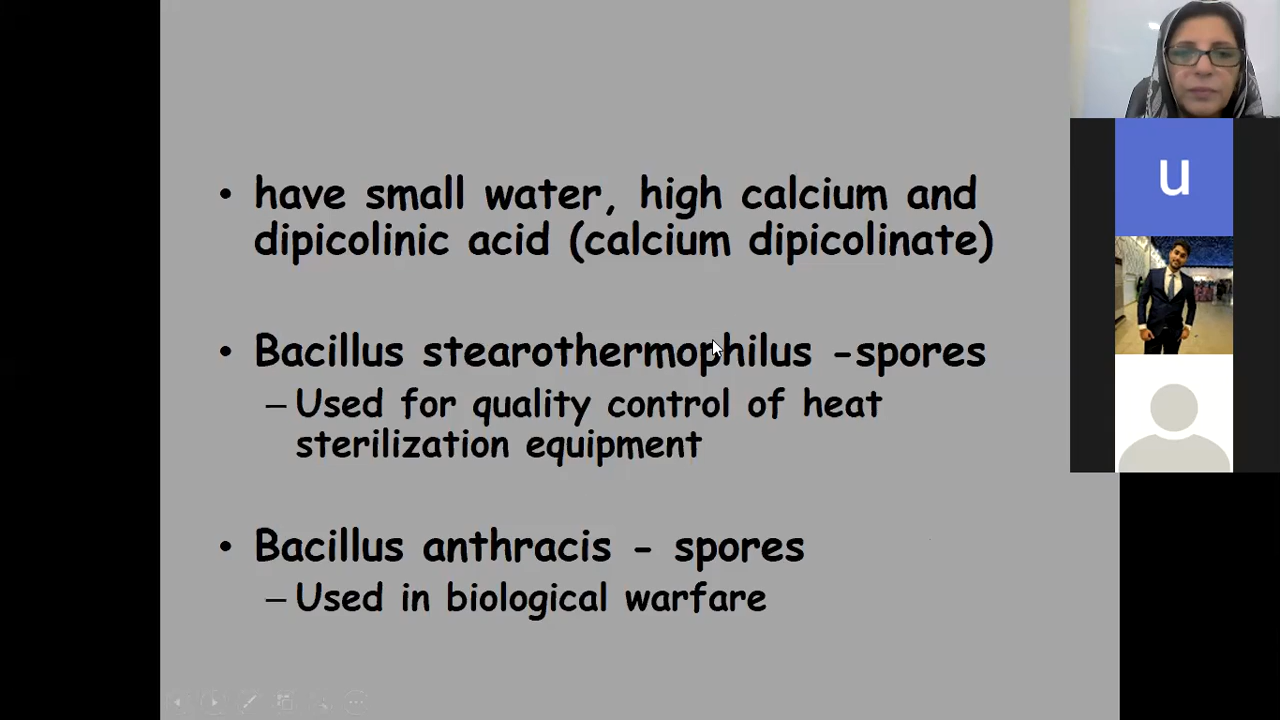 • have small water, high calcium and
dipicolinic acid (calcium dipicolinate)
• Bacillus stearothermophilus -spores
– Used for quality control of heat
sterilization equipment
• Bacillus anthracis - spores
– Used in biological warfare
u